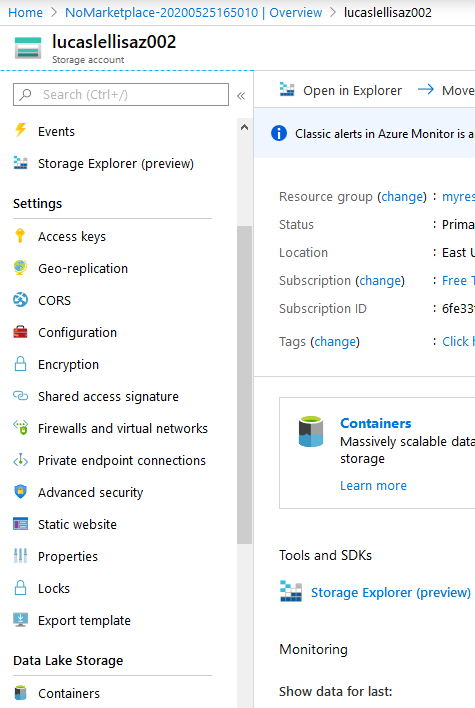 Home > NoMarketplace-20200525165010 | Overview > lucaslellisaz002
lucaslellisaz002
Storage account
Search (Ctrl+/)
«
Events
Storage Explorer (preview)
Settings
Access keys
Geo-replication
CORS
Configuration
Encryption
Shared access signature
Firewalls and virtual networks
Private endpoint connections
Advanced security
Static website
Properties
Locks
Export template
Data Lake Storage
Containers
Open in Explorer
Move
Classic alerts in Azure Monitor is a
Resource group (change) : myres
Status : Prima
Location : East U
Subscription (change) : Free T
Subscription ID : 6fe33
Tags (change) : Click h
Containers
Massively scalable data
storage
Learn more
Tools and SDKs
Storage Explorer (preview)
Monitoring
Show data for last: